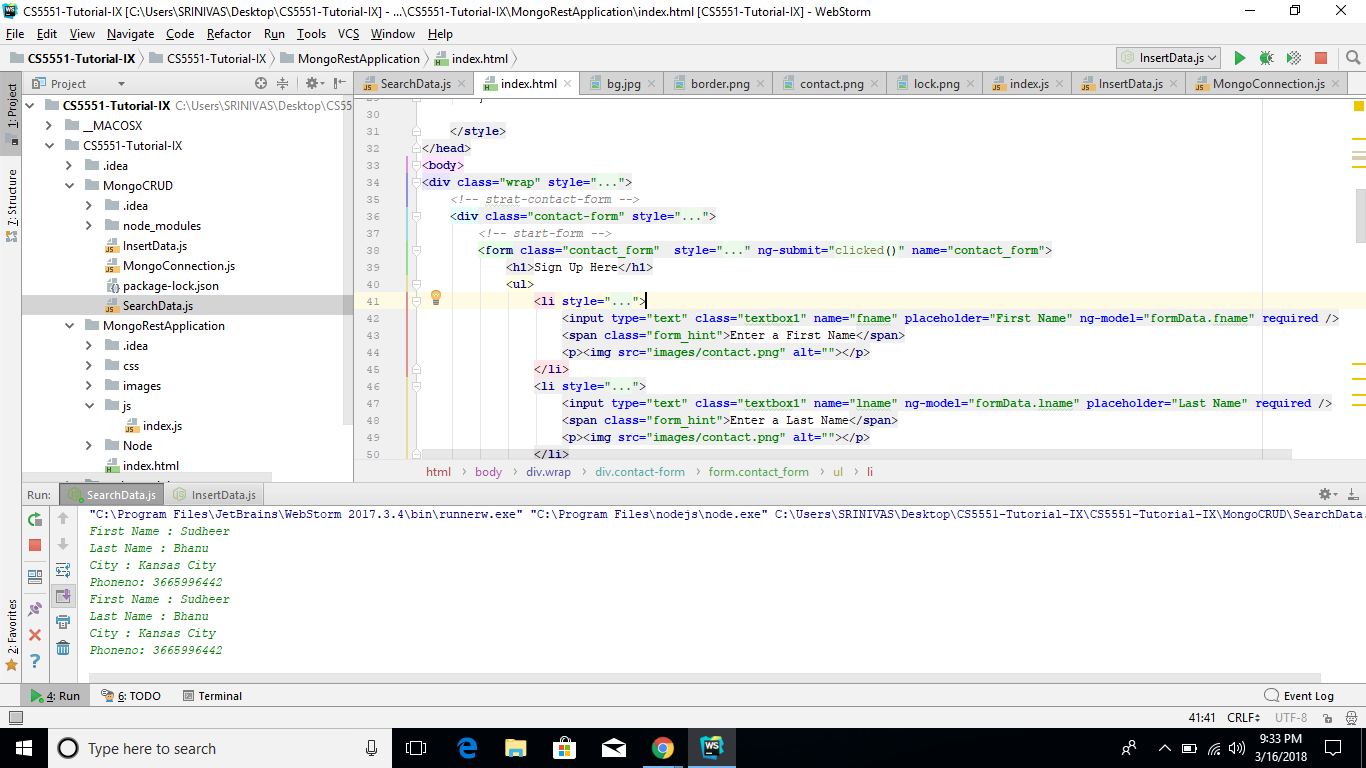 CS5551-Tutorial-IX [C:\Users\SRINIVAS\Desktop\CS5551-Tutorial-IX] - ...\CS5551-Tutorial-IX\MongoRestApplication\index.html [CS5551-Tutorial-IX] - WebStorm
File Edit View Navigate Code Refactor Run Tools VCS Window Help
CS5551-Tutorial-IX CS5551-Tutorial-IX MongoRestApplication index.html InsertData.js
Project
SearchData.js index.html bg.jpg border.png contact.png lock.png index.js InsertData.js MongoConnection.js
1: Project
7: Structure
2: Favorites
CS5551-Tutorial-IX C:\Users\SRINIVAS\Desktop\CS55
__MACOSX
CS5551-Tutorial-IX
.idea
MongoCRUD
.idea
node_modules
InsertData.js
MongoConnection.js
package-lock.json
SearchData.js
MongoRestApplication
.idea
css
images
js
index.js
Node
index.html
30
31 </style>
32 </head>
33 <body>
34 <div class="wrap" style="...">
35 <!-- strat-contact-form -->
36 <div class="contact-form" style="...">
37 <!-- start-form -->
38 <form class="contact_form" style="..." ng-submit="clicked()" name="contact_form">
39 <h1>Sign Up Here</h1>
40 <ul>
41 <li style="...">
42 <input type="text" class="textbox1" name="fname" placeholder="First Name" ng-model="formData.fname" required />
43 <span class="form_hint">Enter a First Name</span>
44 <p><img src="images/contact.png" alt=""></p>
45 </li>
46 <li style="...">
47 <input type="text" class="textbox1" name="lname" ng-model="formData.lname" placeholder="Last Name" required />
48 <span class="form_hint">Enter a Last Name</span>
49 <p><img src="images/contact.png" alt=""></p>
50 </li>
html body div.wrap div.contact-form form.contact_form ul li
Run: SearchData.js InsertData.js
"C:\Program Files\JetBrains\WebStorm 2017.3.4\bin\runnerw.exe" "C:\Program Files\nodejs\node.exe" C:\Users\SRINIVAS\Desktop\CS5551-Tutorial-IX\CS5551-Tutorial-IX\MongoCRUD\SearchData.
First Name : Sudheer
Last Name : Bhanu
City : Kansas City
Phoneno: 3665996442
First Name : Sudheer
Last Name : Bhanu
City : Kansas City
Phoneno: 3665996442
4: Run 6: TODO Terminal Event Log
41:41 CRLF UTF-8
Type here to search
9:33 PM
3/16/2018